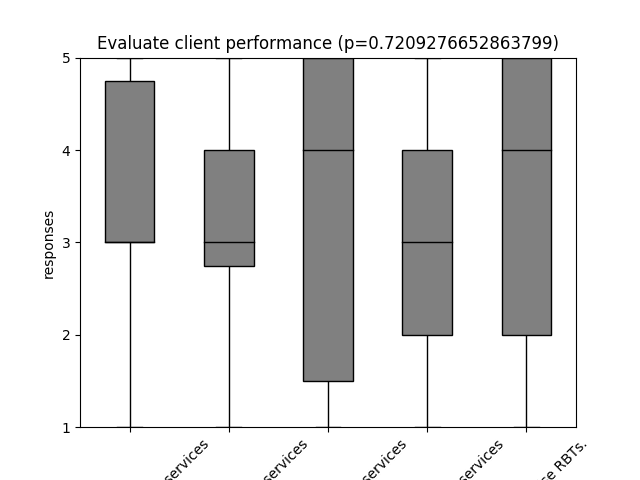 Evaluate client performance (p=0.7209276652863799)
5
4
3
2
1
responses
services
services
services
services
RBTs.